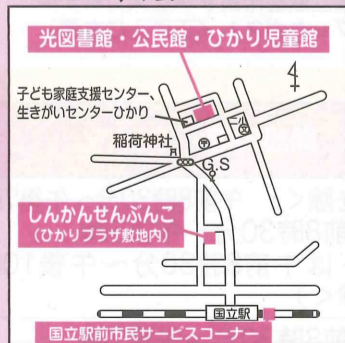 光図書館・公民館・ひかり児童館
子ども家庭支援センター、
生きがいセンターひかり
稲荷神社
二小
G.S
しんかんせんぶんこ
(ひかりプラザ敷地内)
国立駅
国立駅前市民サービスコーナー